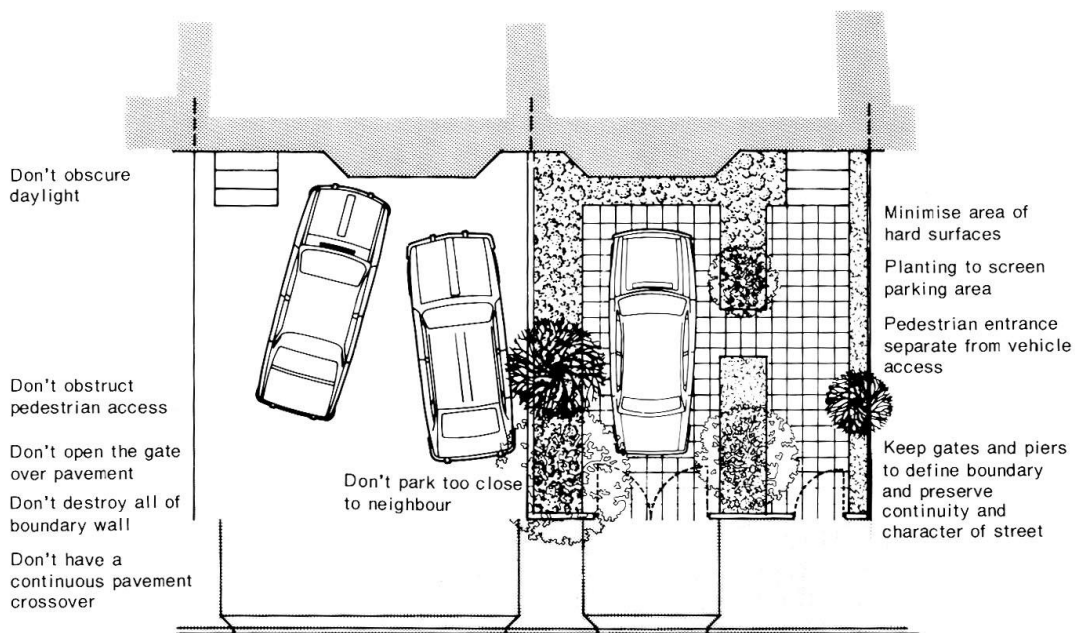 Don't obscure
daylight
Don't obstruct
pedestrian access
Don't open the gate
over pavement
Don't destroy all of
boundary wall
Don't have a
continuous pavement
crossover
Don't park too close
to neighbour
Minimise area of
hard surfaces
Planting to screen
parking area
Pedestrian entrance
separate from vehicle
access
Keep gates and piers
to define boundary
and preserve
continuity and
character of street